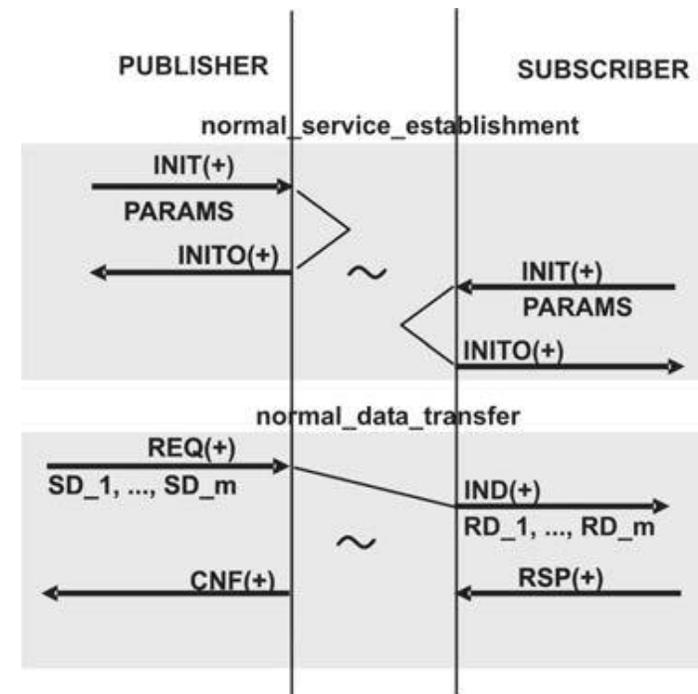 PUBLISHER
SUBSCRIBER
normal_service_establishment
INIT(+)
PARAMS
INITO(+)
INIT(+)
PARAMS
INITO(+)
normal_data_transfer
REQ(+)
SD_1, ..., SD_m
IND(+)
RD_1, ..., RD_m
CNF(+)
RSP(+)